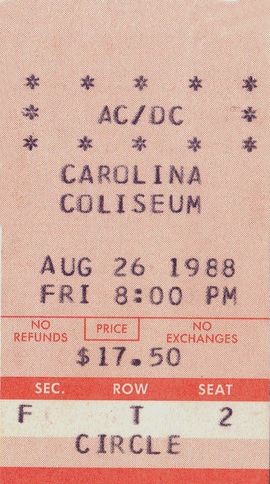 * * * * *
* AC/DC *
* * * * *
CAROLINA
COLISEUM
AUG 26 1988
FRI 8:00 PM
NO REFUNDS PRICE NO EXCHANGES
$17.50
SEC. ROW SEAT
F T 2
CIRCLE